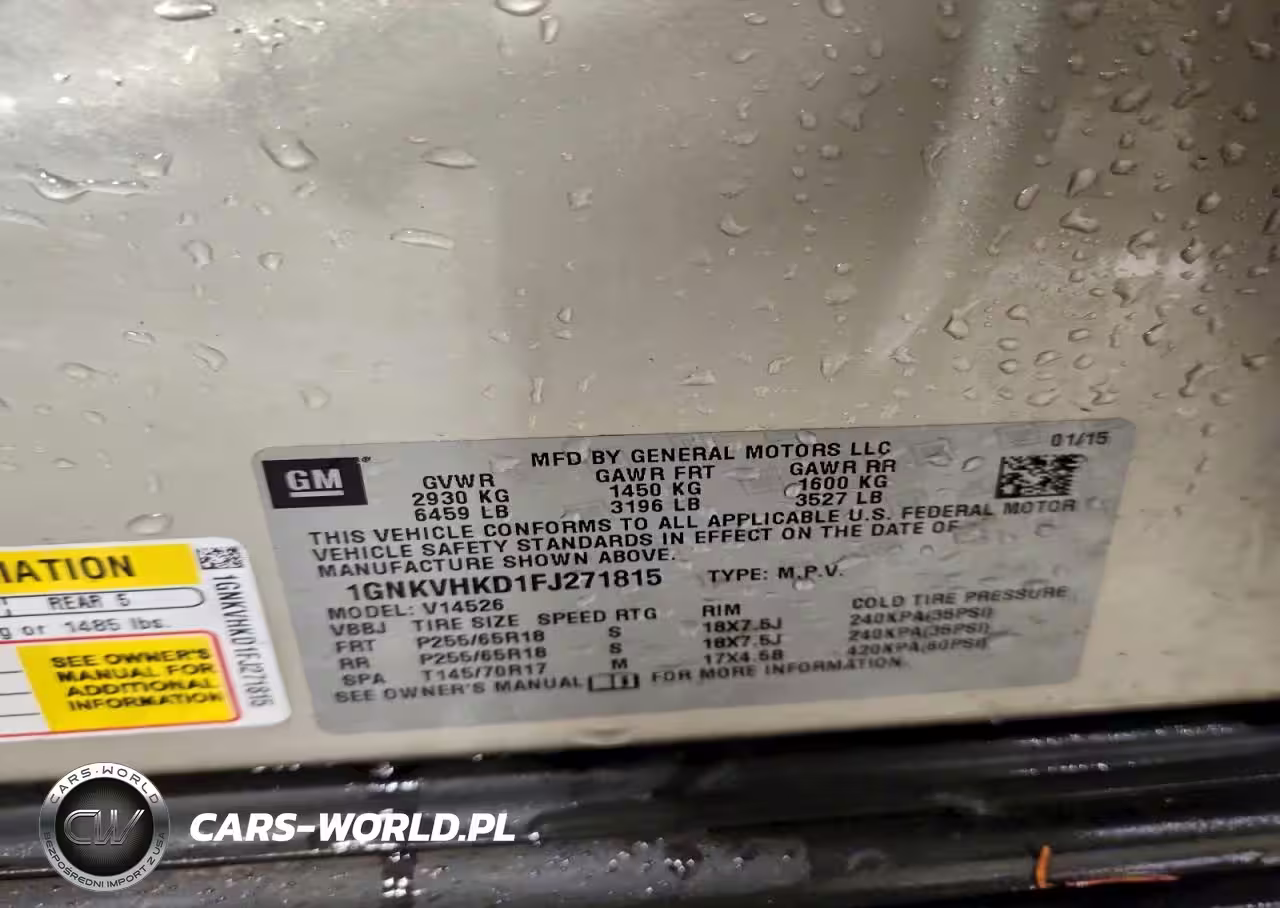 01/15
MFD BY GENERAL MOTORS LLC
GM®
GVWR GAWR FRT GAWR RR
2930 KG 1450 KG 1600 KG
6459 LB 3196 LB 3527 LB
THIS VEHICLE CONFORMS TO ALL APPLICABLE U.S. FEDERAL MOTOR
VEHICLE SAFETY STANDARDS IN EFFECT ON THE DATE OF
MANUFACTURE SHOWN ABOVE.
1GNKVHKD1FJ271815 TYPE: M.P.V.
MODEL: V14526
VBBJ TIRE SIZE SPEED RTG RIM COLD TIRE PRESSURE
FRT P255/65R18 S 18X7.5J 240KPA(35PSI)
RR P255/65R18 S 18X7.5J 240KPA(35PSI)
SPA T145/70R17 M 17X4.5B 420KPA(60PSI)
SEE OWNER'S MANUAL FOR MORE INFORMATION.
MATION
REAR 5
g or 1485 lbs.
SEE OWNER'S
MANUAL FOR
ADDITIONAL
INFORMATION
1GNKVHKD1FJ271815
CARS-WORLD
CW
BEZPOŚREDNI IMPORT Z USA
CARS-WORLD.PL